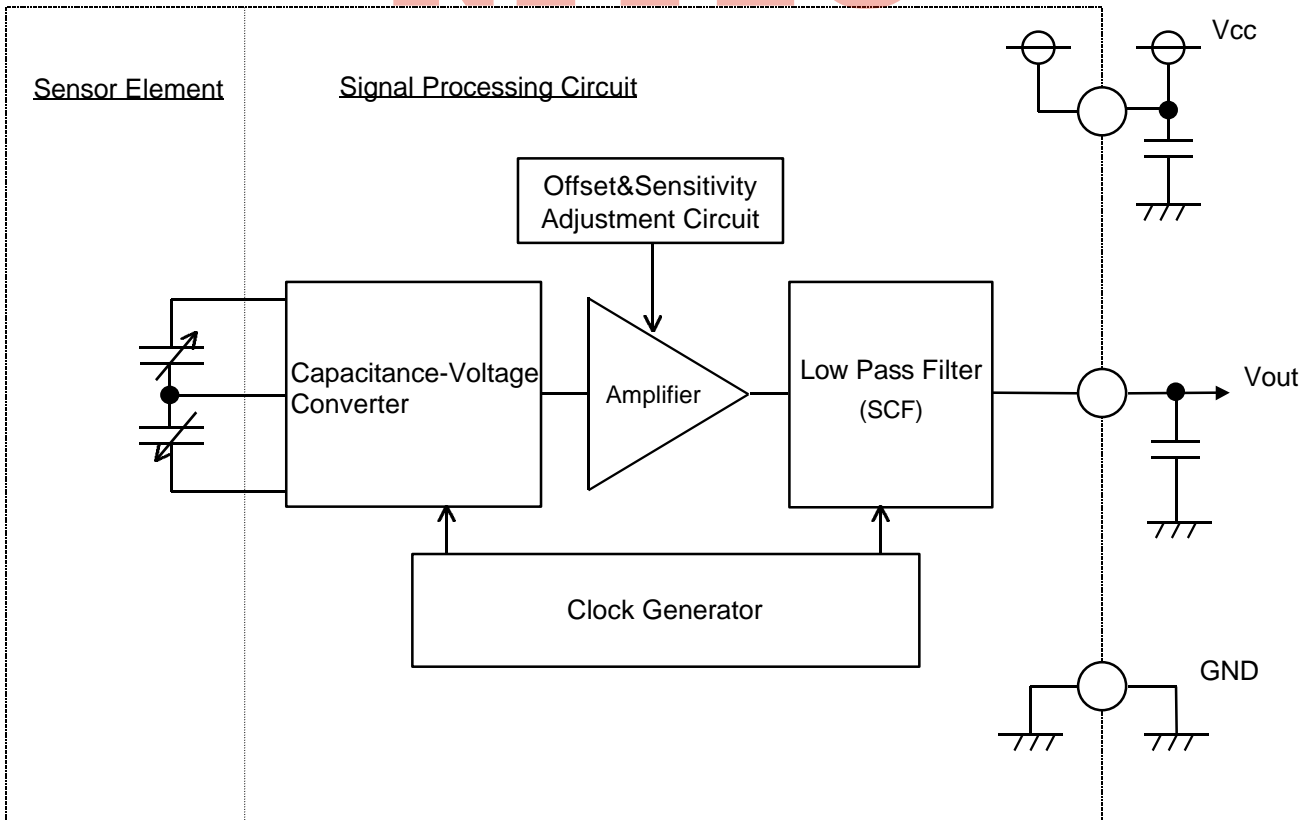 Vcc
Sensor Element
Signal Processing Circuit
Offset&Sensitivity
Adjustment Circuit
Capacitance-Voltage
Converter
Amplifier
Low Pass Filter
(SCF)
Vout
Clock Generator
GND